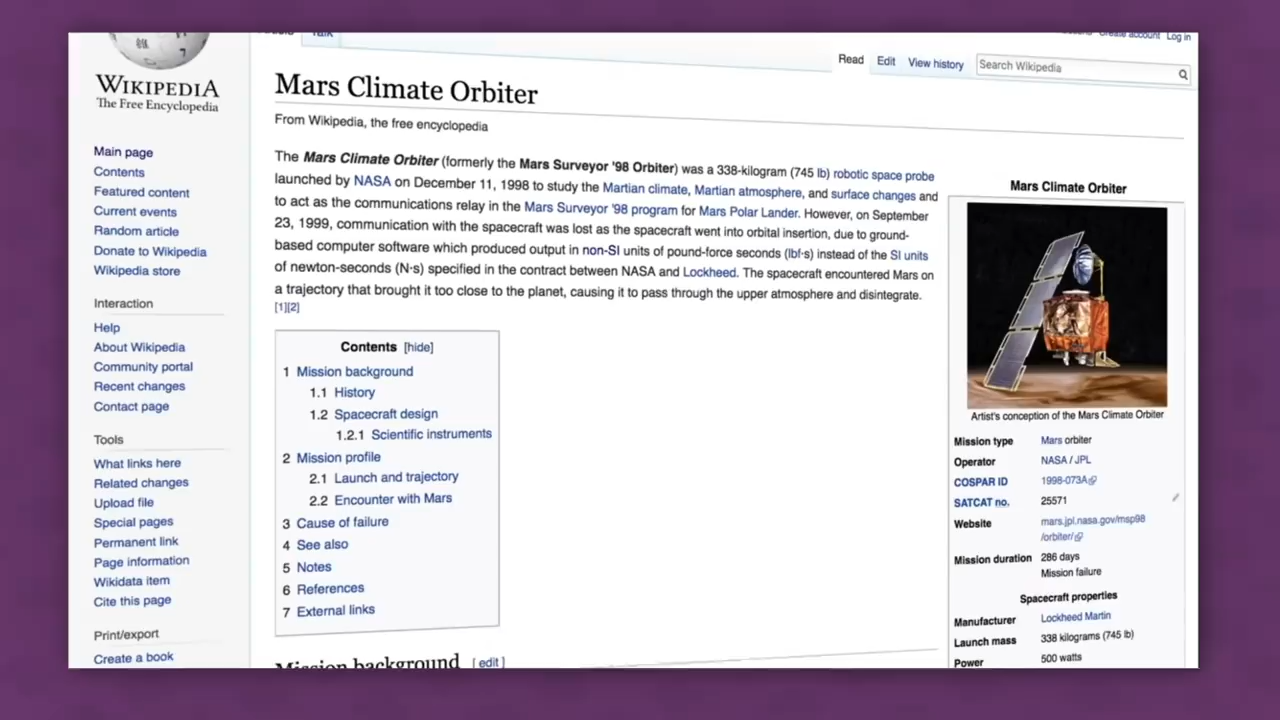 Talk
Create account Log in
Read Edit View history Search Wikipedia
WIKIPEDIA
The Free Encyclopedia
Main page
Contents
Featured content
Current events
Random article
Donate to Wikipedia
Wikipedia store
Interaction
Help
About Wikipedia
Community portal
Recent changes
Contact page
Tools
What links here
Related changes
Upload file
Special pages
Permanent link
Page information
Wikidata item
Cite this page
Print/export
Create a book
Mars Climate Orbiter
From Wikipedia, the free encyclopedia
The Mars Climate Orbiter (formerly the Mars Surveyor '98 Orbiter) was a 338-kilogram (745 lb) robotic space probe
launched by NASA on December 11, 1998 to study the Martian climate, Martian atmosphere, and surface changes and
to act as the communications relay in the Mars Surveyor '98 program for Mars Polar Lander. However, on September
23, 1999, communication with the spacecraft was lost as the spacecraft went into orbital insertion, due to ground-
based computer software which produced output in non-SI units of pound-force seconds (lbf·s) instead of the SI units
of newton-seconds (N·s) specified in the contract between NASA and Lockheed. The spacecraft encountered Mars on
a trajectory that brought it too close to the planet, causing it to pass through the upper atmosphere and disintegrate.
[1][2]
Contents [hide]
1 Mission background
1.1 History
1.2 Spacecraft design
1.2.1 Scientific instruments
2 Mission profile
2.1 Launch and trajectory
2.2 Encounter with Mars
3 Cause of failure
4 See also
5 Notes
6 References
7 External links
Mission background [edit]
Mars Climate Orbiter
Artist's conception of the Mars Climate Orbiter
Mission type Mars orbiter
Operator NASA / JPL
COSPAR ID 1998-073A
SATCAT no. 25571
Website mars.jpl.nasa.gov/msp98
/orbiter/
Mission duration 286 days
Mission failure
Spacecraft properties
Manufacturer Lockheed Martin
Launch mass 338 kilograms (745 lb)
Power 500 watts